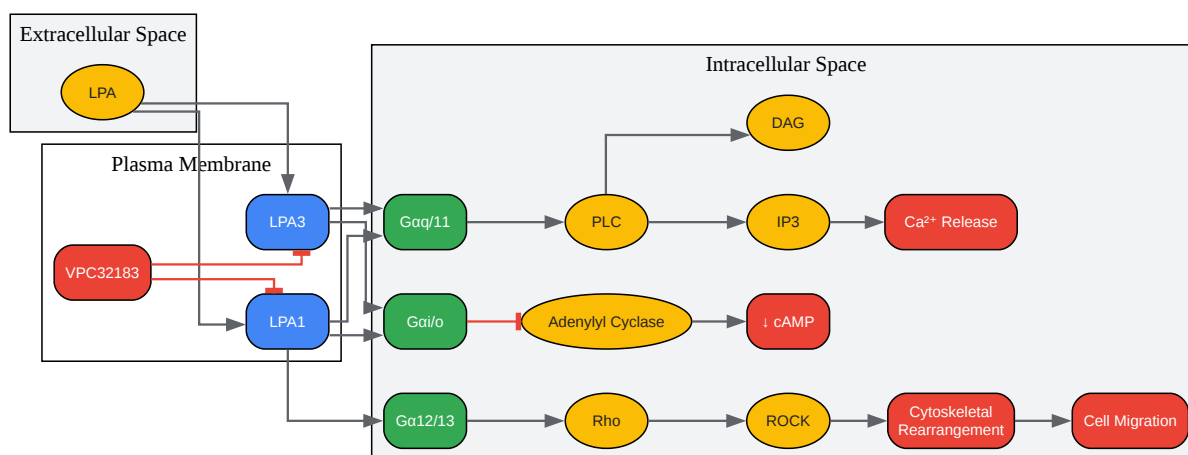 Extracellular Space
LPA
Plasma Membrane
LPA3
VPC32183
LPA1
Intracellular Space
DAG
Gαq/11
PLC
IP3
Ca²⁺ Release
Gαi/o
Adenylyl Cyclase
↓ cAMP
Gα12/13
Rho
ROCK
Cytoskeletal
Rearrangement
Cell Migration